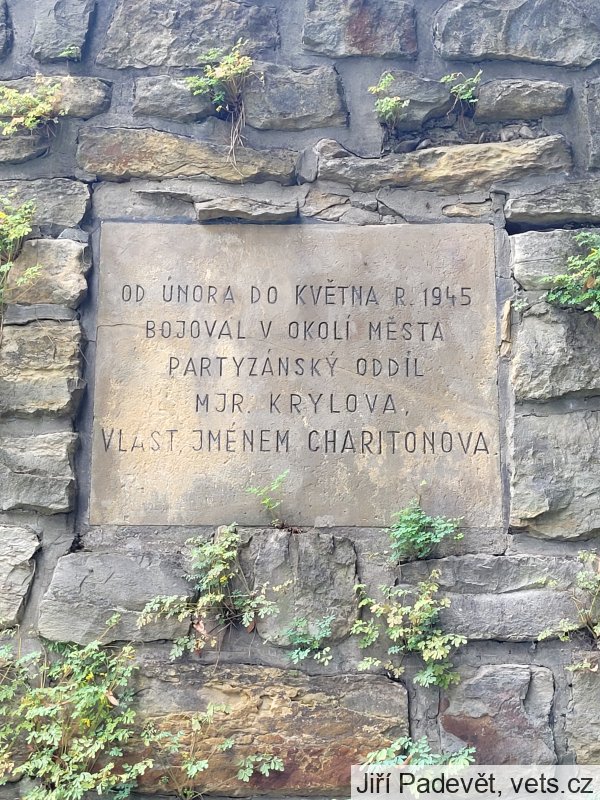 OD ÚNORA DO KVĚTNA R. 1945
BOJOVAL V OKOLÍ MĚSTA
PARTYZÁNSKÝ ODDÍL
MJR. KRYLOVA,
VLAST. JMÉNEM CHARITONOVA.
Jiří Padevět, vets.cz